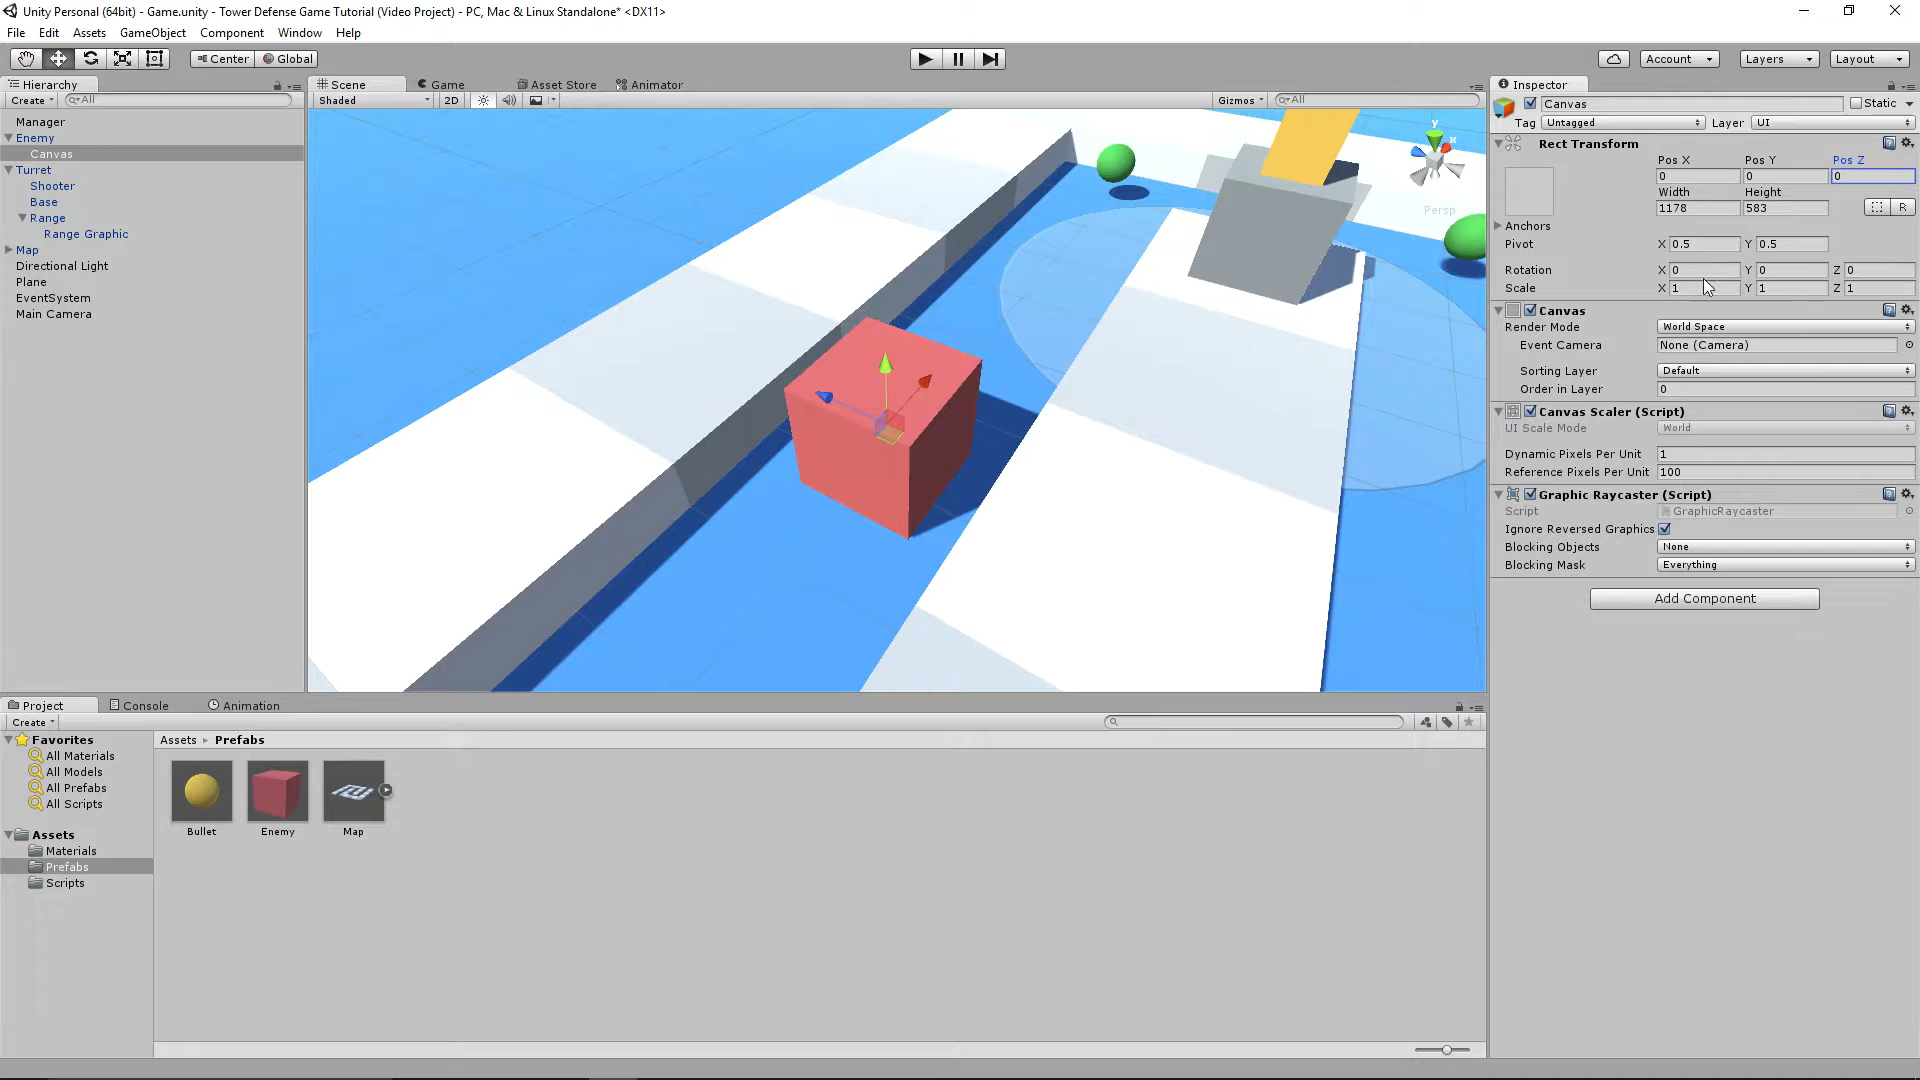 Unity Personal (64bit) - Game.unity - Tower Defense Game Tutorial (Video Project) - PC, Mac & Linux Standalone* <DX11>
File Edit Assets GameObject Component Window Help
Center Global Account Layers Layout
Hierarchy
Create All
Manager
Enemy
Canvas
Turret
Shooter
Base
Range
Range Graphic
Map
Directional Light
Plane
EventSystem
Main Camera
Scene Game Asset Store Animator
Shaded 2D Gizmos All
y
x
Persp
Inspector
Canvas Static
Tag Untagged Layer UI
Rect Transform
Pos X Pos Y Pos Z
0 0 0
Width Height
1178 583 R
Anchors
Pivot X 0.5 Y 0.5
Rotation X 0 Y 0 Z 0
Scale X 1 Y 1 Z 1
Canvas
Render Mode World Space
Event Camera None (Camera)
Sorting Layer Default
Order in Layer 0
Canvas Scaler (Script)
UI Scale Mode World
Dynamic Pixels Per Unit 1
Reference Pixels Per Unit 100
Graphic Raycaster (Script)
Script GraphicRaycaster
Ignore Reversed Graphics
Blocking Objects None
Blocking Mask Everything
Add Component
Project Console Animation
Create
Favorites
All Materials
All Models
All Prefabs
All Scripts
Assets
Materials
Prefabs
Scripts
Assets Prefabs
Bullet Enemy Map